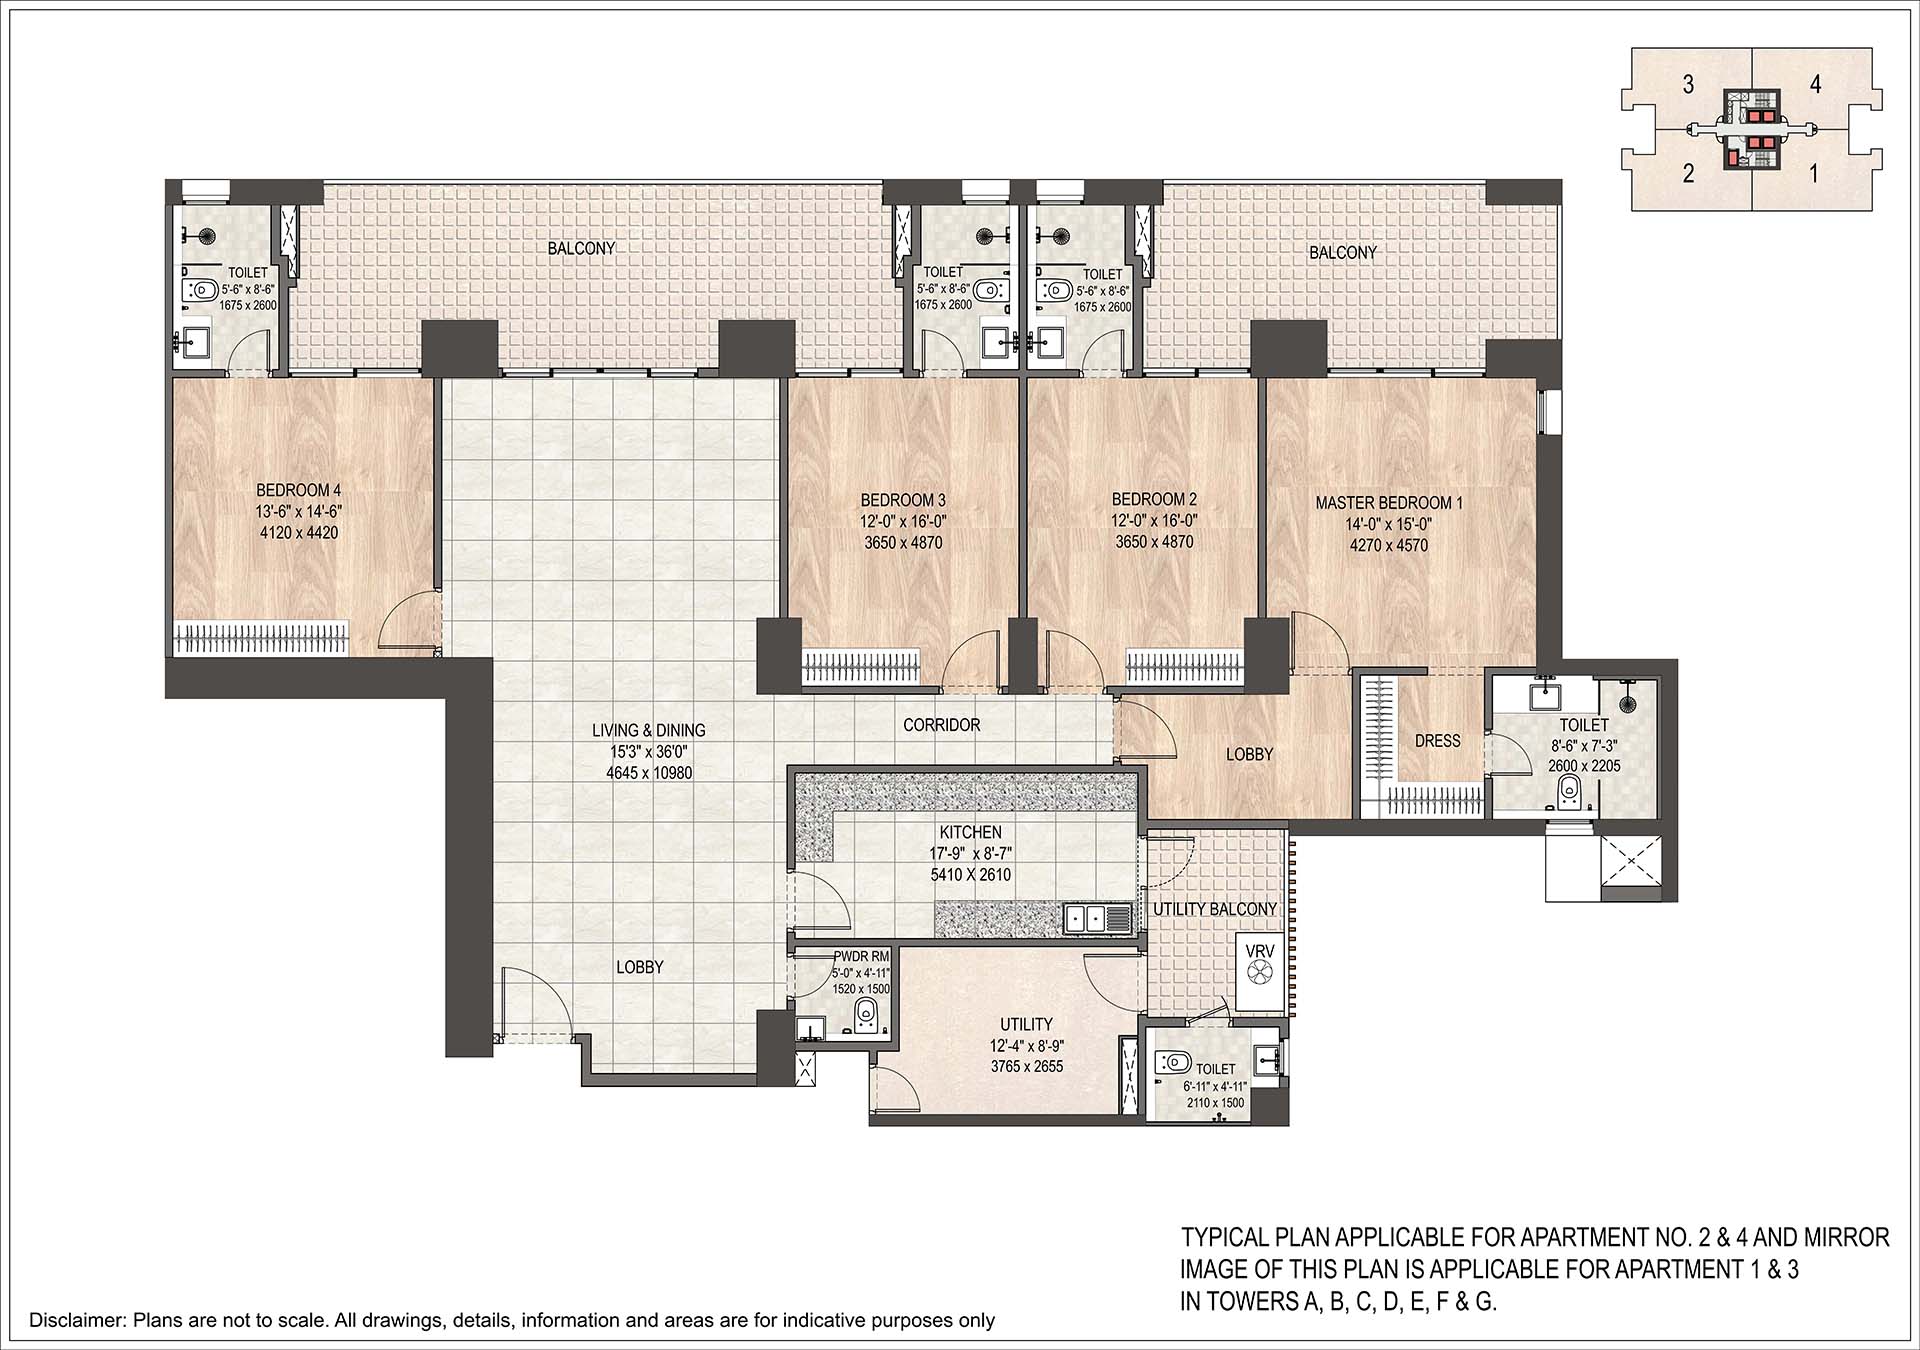 3
4
2
1
BALCONY
BALCONY
TOILET
5'-6" x 8'-6"
1675 x 2600
TOILET
5'-6" x 8'-6"
1675 x 2600
TOILET
5'-6" x 8'-6"
1675 x 2600
BEDROOM 4
13'-6" x 14'-6"
4120 x 4420
BEDROOM 3
12'-0" x 16'-0"
3650 x 4870
BEDROOM 2
12'-0" x 16'-0"
3650 x 4870
MASTER BEDROOM 1
14'-0" x 15'-0"
4270 x 4570
LIVING & DINING
15'3" x 36'0"
4645 x 10980
CORRIDOR
LOBBY
DRESS
TOILET
8'-6" x 7'-3"
2600 x 2205
KITCHEN
17'-9" x 8'-7"
5410 X 2610
UTILITY BALCONY
VRV
LOBBY
PWDR RM
5'-0" x 4'-11"
1520 x 1500
UTILITY
12'-4" x 8'-9"
3765 x 2655
TOILET
6'-11" x 4'-11"
2110 x 1500
TYPICAL PLAN APPLICABLE FOR APARTMENT NO. 2 & 4 AND MIRROR
IMAGE OF THIS PLAN IS APPLICABLE FOR APARTMENT 1 & 3
IN TOWERS A, B, C, D, E, F & G.
Disclaimer: Plans are not to scale. All drawings, details, information and areas are for indicative purposes only